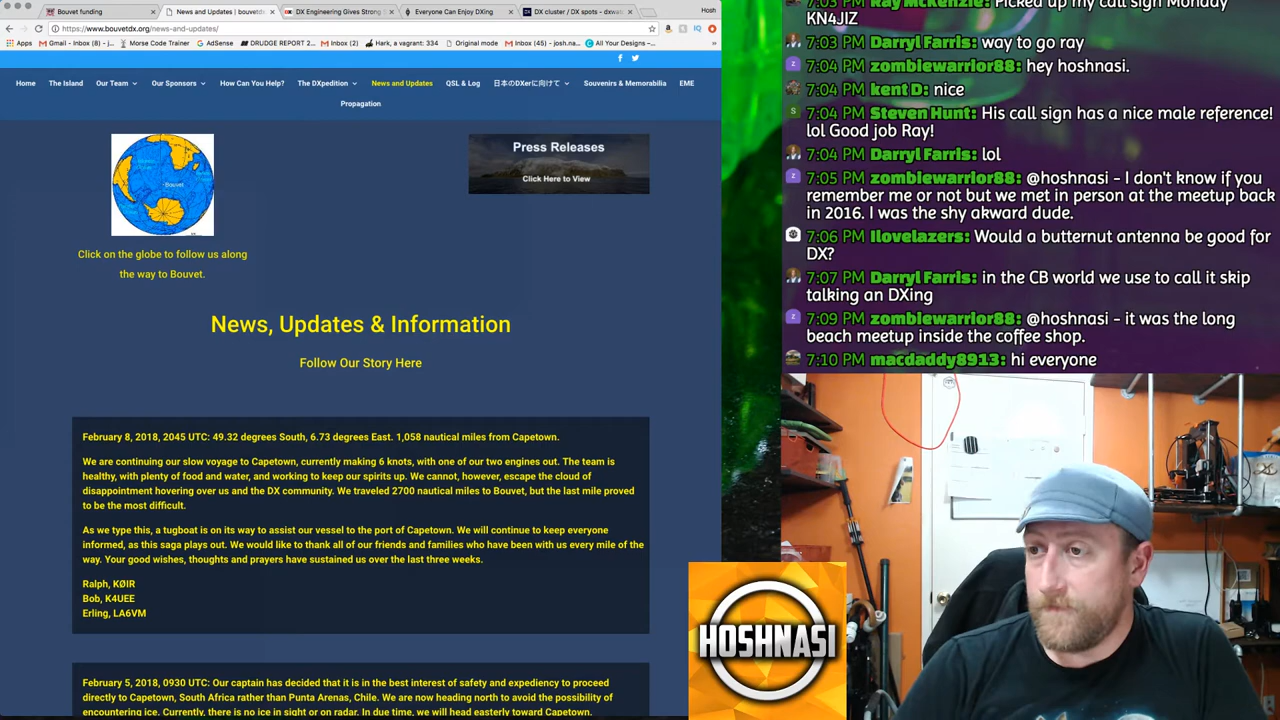 Bouvet funding
News and Updates | bouvetdx
DX Engineering Gives Strong
Everyone Can Enjoy DXing
DX cluster / DX spots - dxwat
Hosh
https://www.bouvetdx.org/news-and-updates/
Apps
Gmail - Inbox (8) - j
Morse Code Trainer
AdSense
DRUDGE REPORT 2
Inbox (2)
Hark, a vagrant: 334
Original mode
Inbox (45) - josh.na
All Your Designs –
Home
The Island
Our Team
Our Sponsors
How Can You Help?
The DXpedition
News and Updates
QSL & Log
日本のDXerに向けて
Souvenirs & Memorabilia
EME
Propagation
Bouvet
Press Releases
Click Here to View
Click on the globe to follow us along
the way to Bouvet.
News, Updates & Information
Follow Our Story Here
February 8, 2018, 2045 UTC: 49.32 degrees South, 6.73 degrees East. 1,058 nautical miles from Capetown.
We are continuing our slow voyage to Capetown, currently making 6 knots, with one of our two engines out. The team is
healthy, with plenty of food and water, and working to keep our spirits up. We cannot, however, escape the cloud of
disappointment hovering over us and the DX community. We traveled 2700 nautical miles to Bouvet, but the last mile proved
to be the most difficult.
As we type this, a tugboat is on its way to assist our vessel to the port of Capetown. We will continue to keep everyone
informed, as this saga plays out. We would like to thank all of our friends and families who have been with us every mile of the
way. Your good wishes, thoughts and prayers have sustained us over the last three weeks.
Ralph, KØIR
Bob, K4UEE
Erling, LA6VM
February 5, 2018, 0930 UTC: Our captain has decided that it is in the best interest of safety and expediency to proceed
directly to Capetown, South Africa rather than Punta Arenas, Chile. We are now heading north to avoid the possibility of
encountering ice. Currently, there is no ice in sight or on radar. In due time, we will head easterly toward Capetown.
7:03 PM Ray McKenzie: Picked up my call sign Monday
KN4JIZ
7:03 PM Darryl Farris: way to go ray
7:04 PM zombiewarrior88: hey hoshnasi.
7:04 PM kent D: nice
7:04 PM Steven Hunt: His call sign has a nice male reference!
lol Good job Ray!
7:04 PM Darryl Farris: lol
7:05 PM zombiewarrior88: @hoshnasi - I don't know if you
remember me or not but we met in person at the meetup back
in 2016. I was the shy akward dude.
7:06 PM Ilovelazers: Would a butternut antenna be good for
DX?
7:07 PM Darryl Farris: in the CB world we use to call it skip
talking an DXing
7:09 PM zombiewarrior88: @hoshnasi - it was the long
beach meetup inside the coffee shop.
7:10 PM macdaddy8913: hi everyone
HOSHNASI